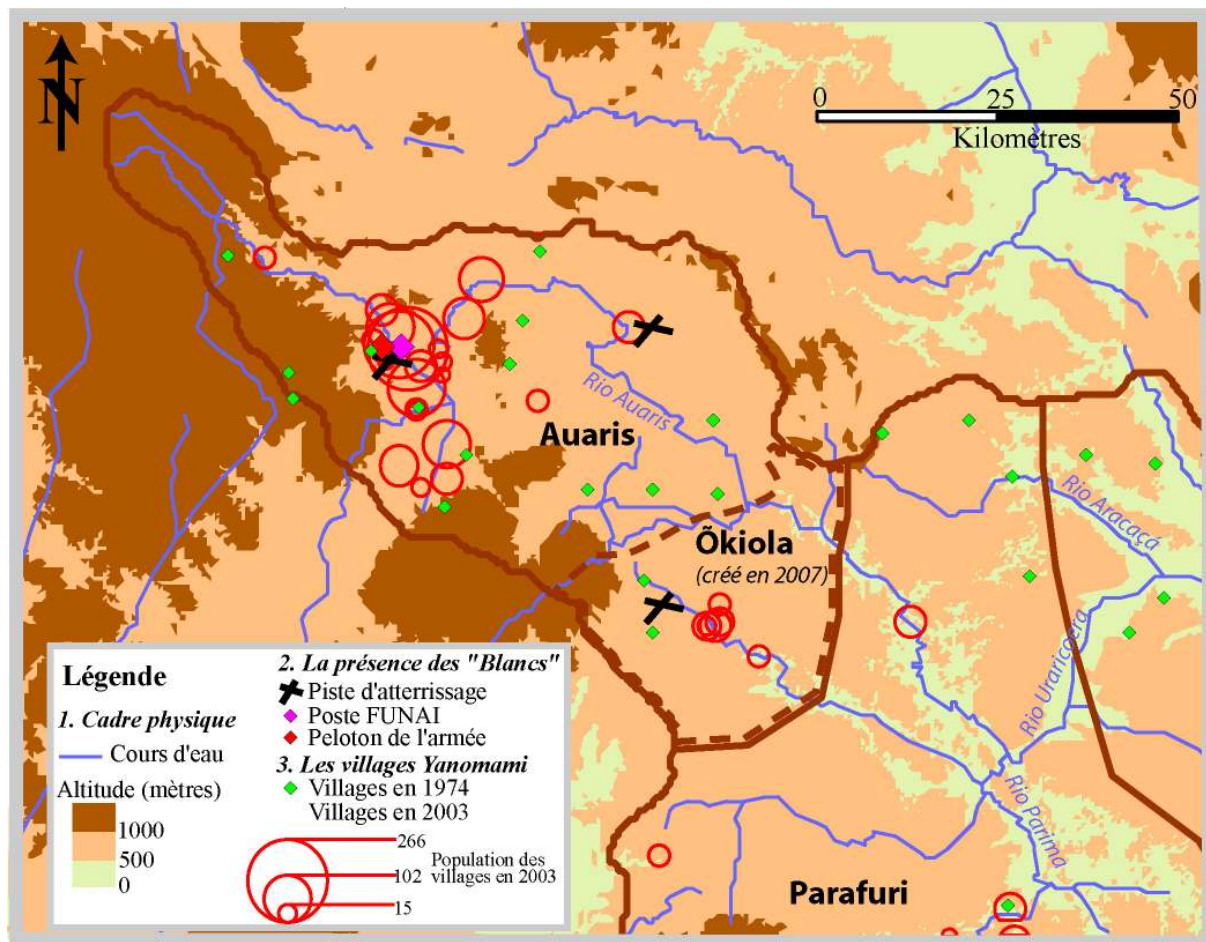 N
0 25 50
Kilomètres
Rio Auaris
Auaris
Rio Aracaçá
Õkiola
(créé en 2007)
Rio Uraricoera
Rio Parima
Parafuri
Légende
1. Cadre physique
Cours d'eau
Altitude (mètres)
1000
500
0
2. La présence des "Blancs"
Piste d'atterrissage
Poste FUNAI
Peloton de l'armée
3. Les villages Yanomami
Villages en 1974
Villages en 2003
266
102
15
Population des
villages en 2003